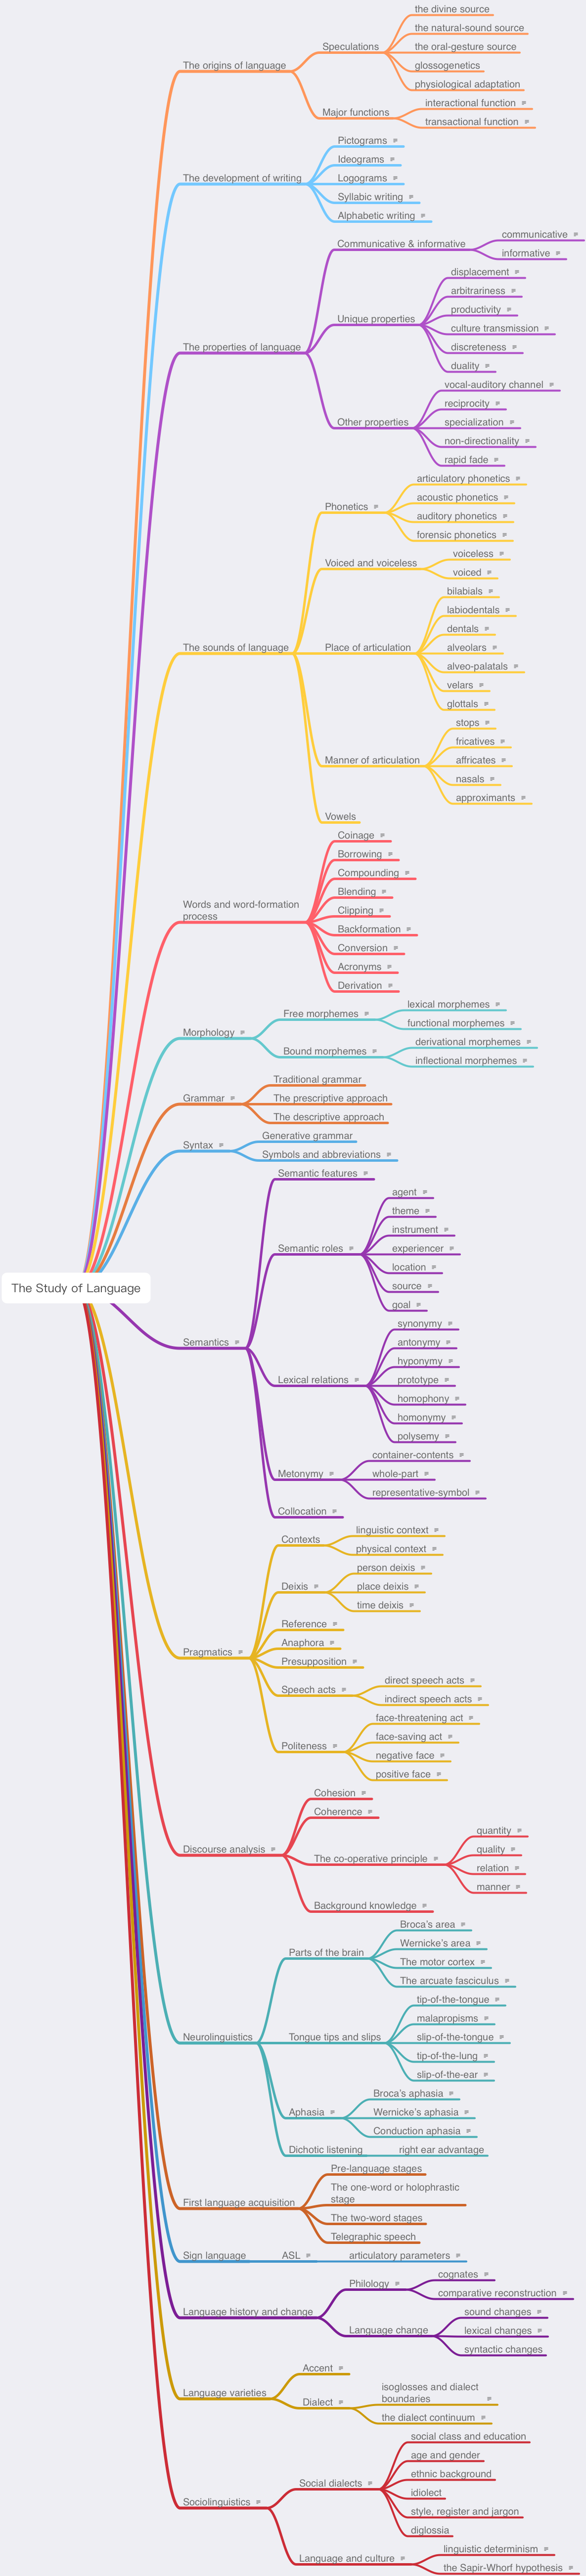 the divine source
the natural-sound source
Speculations
the oral-gesture source
The origins of language
glossogenetics
physiological adaptation
interactional function
Major functions
transactional function
Pictograms
Ideograms
The development of writing
Logograms
Syllabic writing
Alphabetic writing
communicative
Communicative & informative
informative
displacement
arbitrariness
productivity
Unique properties
culture transmission
The properties of language
discreteness
duality
vocal-auditory channel
reciprocity
Other properties
specialization
non-directionality
rapid fade
articulatory phonetics
acoustic phonetics
Phonetics
auditory phonetics
forensic phonetics
voiceless
Voiced and voiceless
voiced
bilabials
labiodentals
dentals
The sounds of language
Place of articulation
alveolars
alveo-palatals
velars
glottals
stops
fricatives
Manner of articulation
affricates
nasals
approximants
Vowels
Coinage
Borrowing
Compounding
Blending
Words and word-formation
process
Clipping
Backformation
Conversion
Acronyms
Derivation
lexical morphemes
Free morphemes
functional morphemes
Morphology
derivational morphemes
Bound morphemes
inflectional morphemes
Traditional grammar
Grammar
The prescriptive approach
The descriptive approach
Generative grammar
Syntax
Symbols and abbreviations
Semantic features
agent
theme
instrument
Semantic roles
experiencer
location
source
The Study of Language
goal
synonymy
antonymy
Semantics
hyponymy
Lexical relations
prototype
homophony
homonymy
polysemy
container-contents
Metonymy
whole-part
representative-symbol
Collocation
linguistic context
Contexts
physical context
person deixis
Deixis
place deixis
time deixis
Reference
Anaphora
Pragmatics
Presupposition
direct speech acts
Speech acts
indirect speech acts
face-threatening act
face-saving act
Politeness
negative face
positive face
Cohesion
Coherence
quantity
Discourse analysis
quality
The co-operative principle
relation
manner
Background knowledge
Broca's area
Wernicke's area
Parts of the brain
The motor cortex
The arcuate fasciculus
tip-of-the-tongue
malapropisms
Neurolinguistics
Tongue tips and slips
slip-of-the-tongue
tip-of-the-lung
slip-of-the-ear
Broca's aphasia
Aphasia
Wernicke's aphasia
Conduction aphasia
Dichotic listening
right ear advantage
Pre-language stages
The one-word or holophrastic
stage
First language acquisition
The two-word stages
Telegraphic speech
Sign language
ASL
articulatory parameters
cognates
Philology
comparative reconstruction
Language history and change
sound changes
Language change
lexical changes
syntactic changes
Accent
Language varieties
isoglosses and dialect
boundaries
Dialect
the dialect continuum
social class and education
age and gender
ethnic background
Social dialects
idiolect
Sociolinguistics
style, register and jargon
diglossia
linguistic determinism
Language and culture
the Sapir-Whorf hypothesis